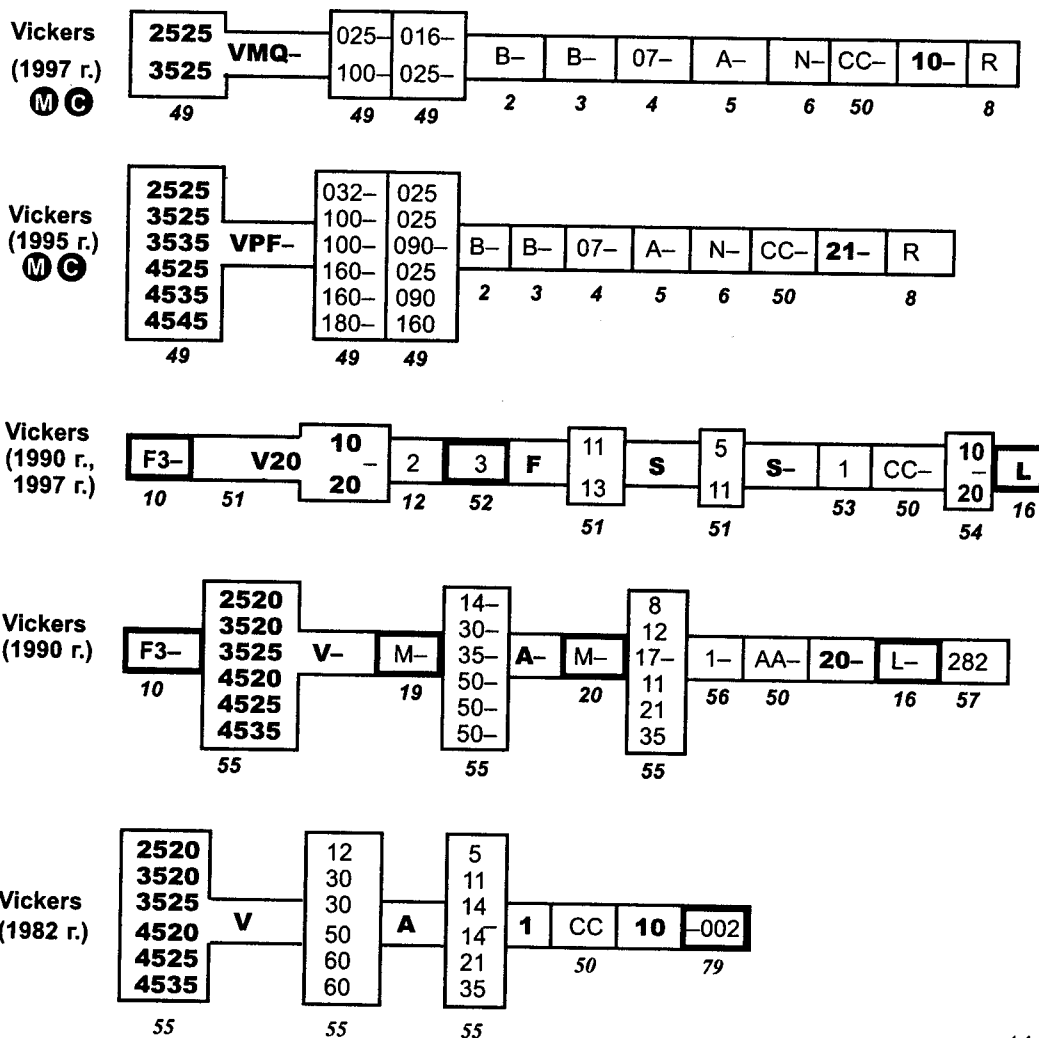 Vickers
(1997 г.)
M C
2525
3525
VMQ–
025–
100–
016–
025–
B– B– 07– A– N– CC– 10– R
49 49 49 2 3 4 5 6 50 8
Vickers
(1995 г.)
M C
2525
3525
3535
4525
4535
4545
VPF–
032–
100–
100–
160–
160–
180–
025
025
090–
025
090
160
B– B– 07– A– N– CC– 21– R
49 49 49 2 3 4 5 6 50 8
Vickers
(1990 г.,
1997 г.)
F3– V20
10
–
20
2 3 F
11
13
S
5
11
S– 1 CC–
10
–
20
L
10 51 12 52 51 51 53 50 54 16
Vickers
(1990 г.)
F3–
2520
3520
3525
4520
4525
4535
V– M–
14–
30–
35–
50–
50–
50–
A– M–
8
12
17–
11
21
35
1– AA– 20– L– 282
10 55 19 55 20 55 56 50 16 57
Vickers
(1982 г.)
2520
3520
3525
4520
4525
4535
V
12
30
30
50
60
60
A
5
11
14
14–
21
35
1 CC 10 –002
55 55 55 50 79